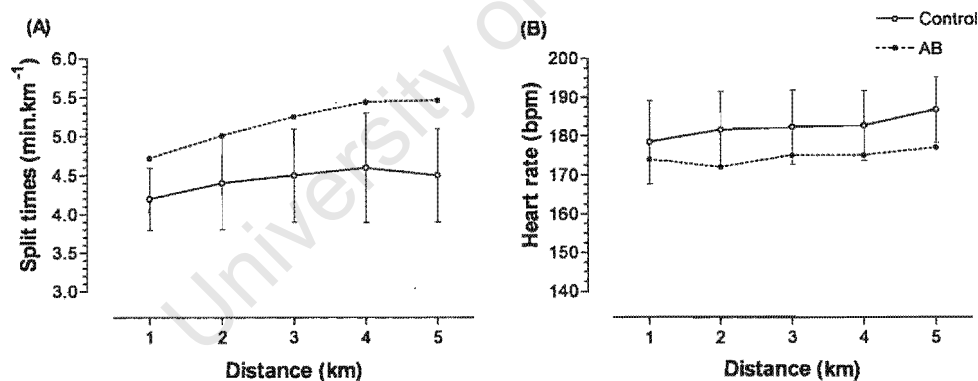 (A)
Split times (min.km⁻¹)
6.0
5.5
5.0
4.5
4.0
3.5
3.0
1 2 3 4 5
Distance (km)
(B)
Control
AB
Heart rate (bpm)
200
190
180
170
160
150
140
1 2 3 4 5
Distance (km)
University of